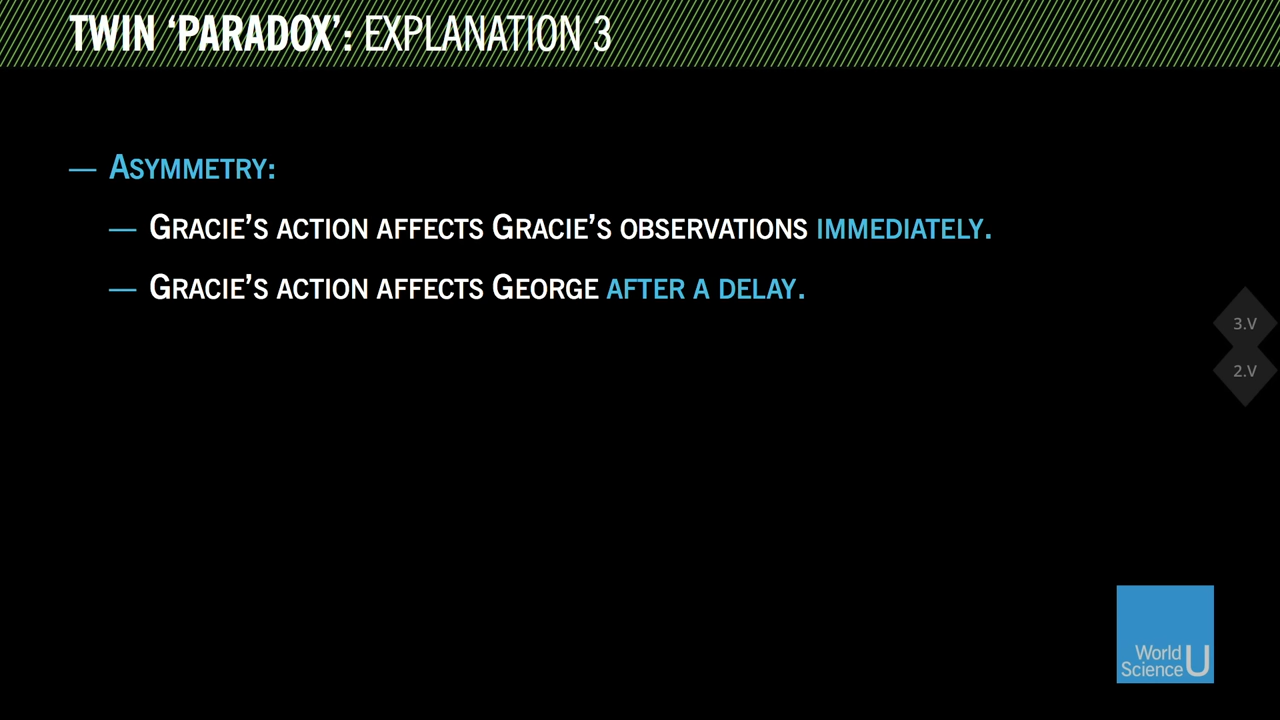 TWIN ‘PARADOX’: EXPLANATION 3
— ASYMMETRY:
— GRACIE’S ACTION AFFECTS GRACIE’S OBSERVATIONS IMMEDIATELY.
— GRACIE’S ACTION AFFECTS GEORGE AFTER A DELAY.
3.V
2.V
World
Science U